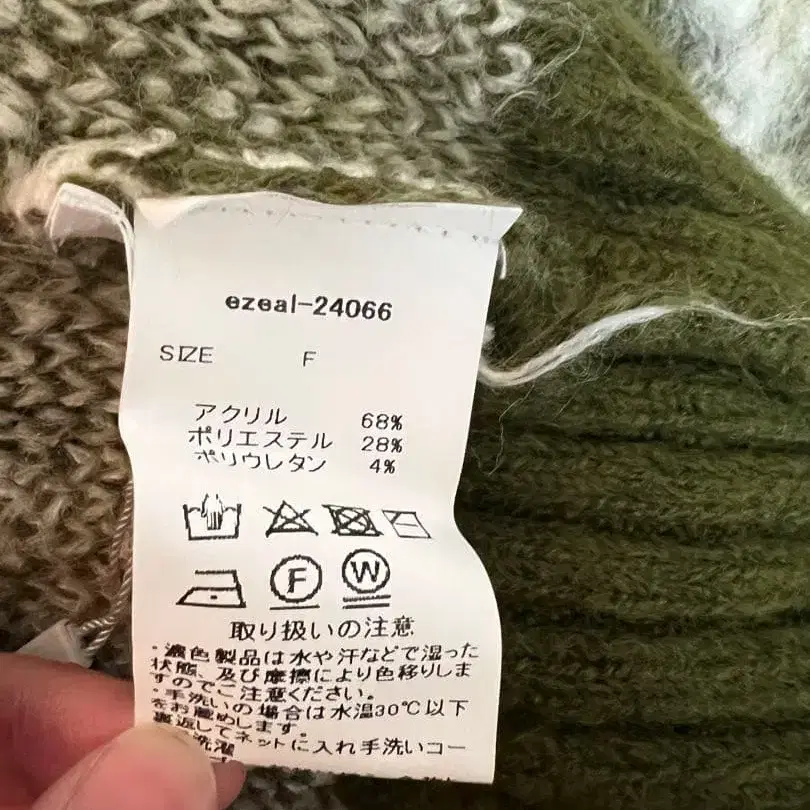 ezeal-24066
SIZE F
アクリル 68%
ポリエステル 28%
ポリウレタン 4%
F W
取り扱いの注意
・濃色製品は水や汗などで湿った
状態、及び摩擦により色移りしま
すのでご注意ください。
・手洗いの場合は水温30℃以下
をお薦めします。
裏返してネットに入れ手洗いコー
洗濯